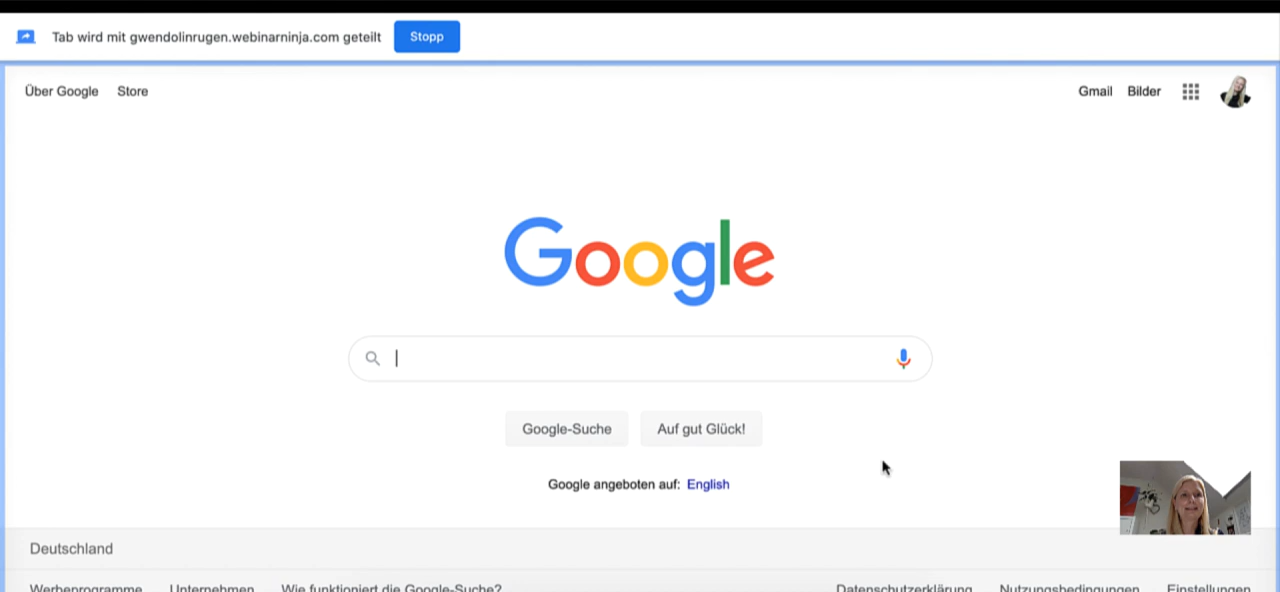 Tab wird mit gwendolinrugen.webinarninja.com geteilt Stopp
Über Google Store Gmail Bilder
Google
Google-Suche Auf gut Glück!
Google angeboten auf: English
Deutschland
Werbeprogramme Unternehmen Wie funktioniert die Google-Suche? Datenschutzerklärung Nutzungsbedingungen Einstellungen